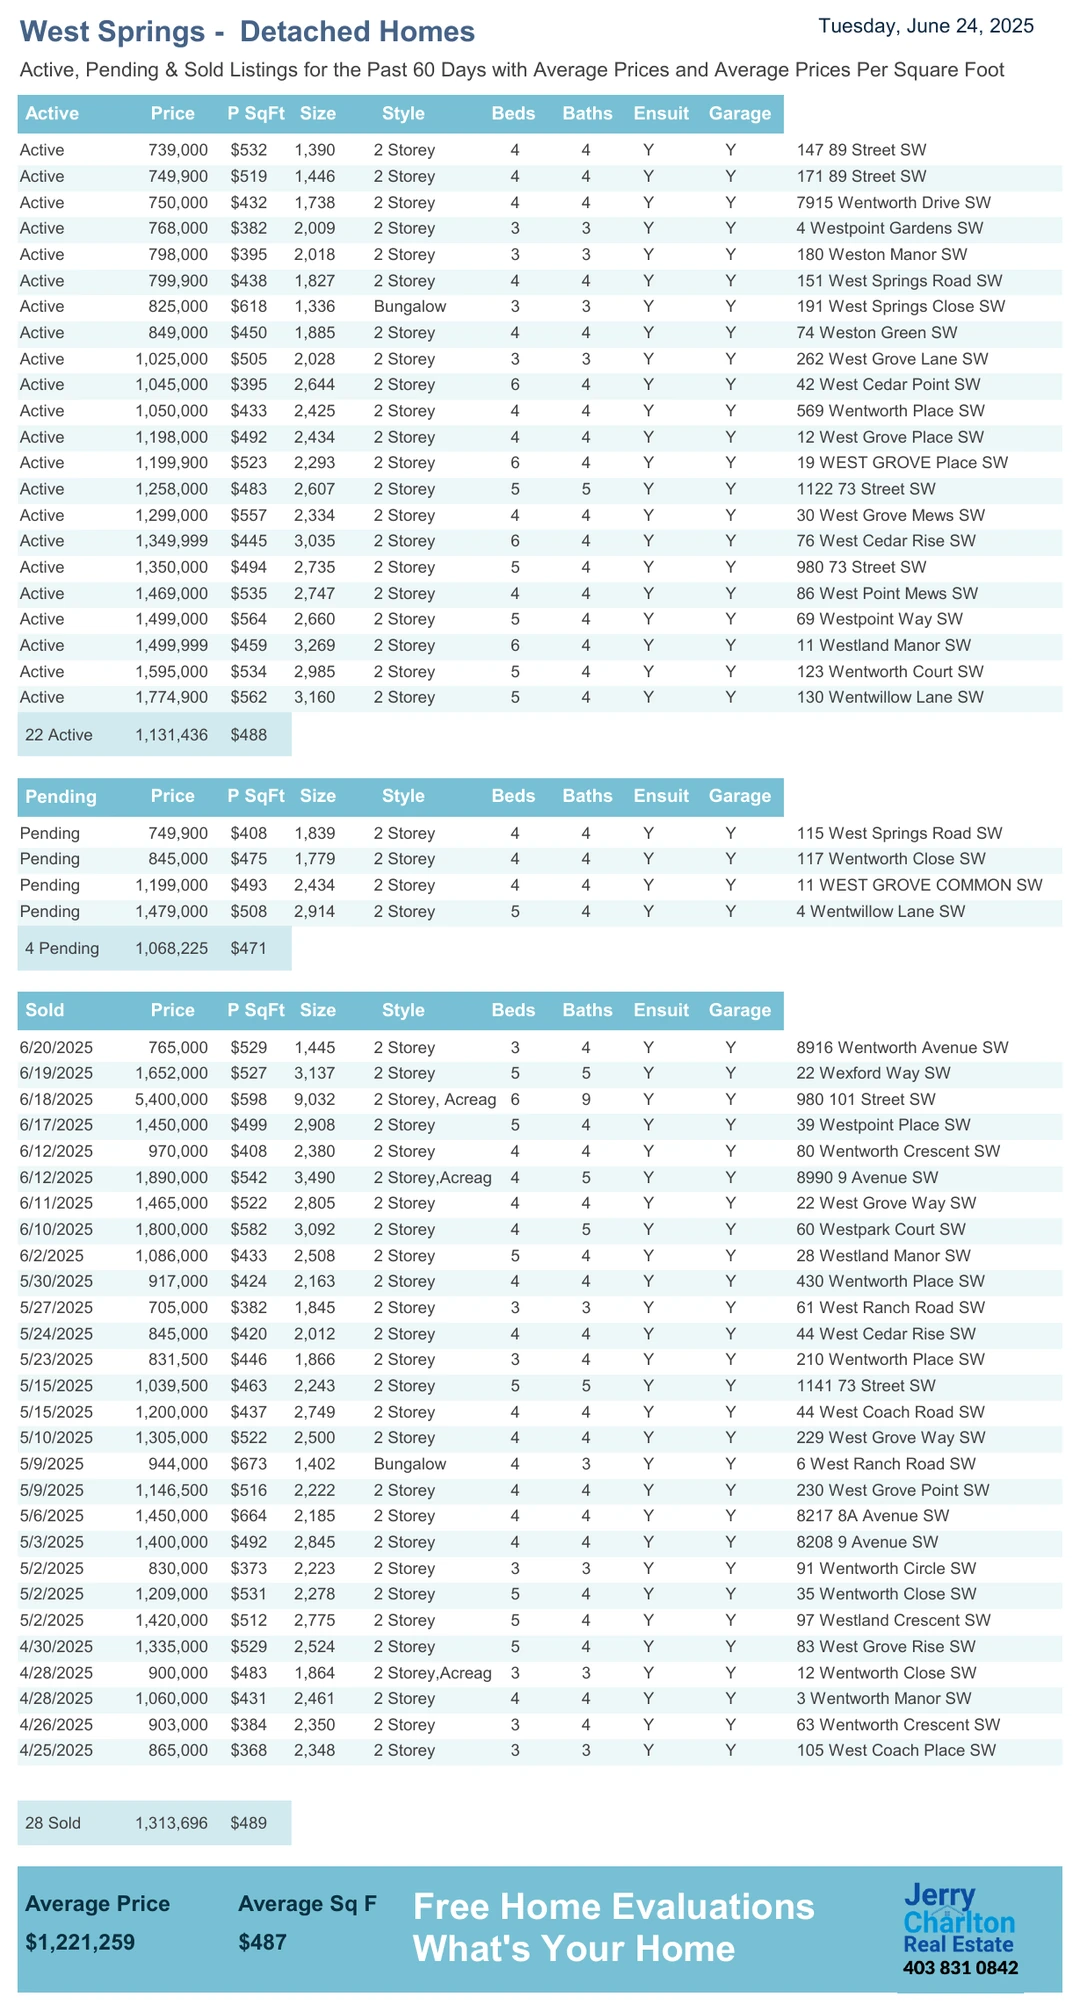 West Springs - Detached Homes
Tuesday, June 24, 2025
Active, Pending & Sold Listings for the Past 60 Days with Average Prices and Average Prices Per Square Foot
Active Price P SqFt Size Style Beds Baths Ensuit Garage
Active 739,000 $532 1,390 2 Storey 4 4 Y Y 147 89 Street SW
Active 749,900 $519 1,446 2 Storey 4 4 Y Y 171 89 Street SW
Active 750,000 $432 1,738 2 Storey 4 4 Y Y 7915 Wentworth Drive SW
Active 768,000 $382 2,009 2 Storey 3 3 Y Y 4 Westpoint Gardens SW
Active 798,000 $395 2,018 2 Storey 3 3 Y Y 180 Weston Manor SW
Active 799,900 $438 1,827 2 Storey 4 4 Y Y 151 West Springs Road SW
Active 825,000 $618 1,336 Bungalow 3 3 Y Y 191 West Springs Close SW
Active 849,000 $450 1,885 2 Storey 4 4 Y Y 74 Weston Green SW
Active 1,025,000 $505 2,028 2 Storey 3 3 Y Y 262 West Grove Lane SW
Active 1,045,000 $395 2,644 2 Storey 6 4 Y Y 42 West Cedar Point SW
Active 1,050,000 $433 2,425 2 Storey 4 4 Y Y 569 Wentworth Place SW
Active 1,198,000 $492 2,434 2 Storey 4 4 Y Y 12 West Grove Place SW
Active 1,199,900 $523 2,293 2 Storey 6 4 Y Y 19 WEST GROVE Place SW
Active 1,258,000 $483 2,607 2 Storey 5 5 Y Y 1122 73 Street SW
Active 1,299,000 $557 2,334 2 Storey 4 4 Y Y 30 West Grove Mews SW
Active 1,349,999 $445 3,035 2 Storey 6 4 Y Y 76 West Cedar Rise SW
Active 1,350,000 $494 2,735 2 Storey 5 4 Y Y 980 73 Street SW
Active 1,469,000 $535 2,747 2 Storey 4 4 Y Y 86 West Point Mews SW
Active 1,499,000 $564 2,660 2 Storey 5 4 Y Y 69 Westpoint Way SW
Active 1,499,999 $459 3,269 2 Storey 6 4 Y Y 11 Westland Manor SW
Active 1,595,000 $534 2,985 2 Storey 5 4 Y Y 123 Wentworth Court SW
Active 1,774,900 $562 3,160 2 Storey 5 4 Y Y 130 Wentwillow Lane SW
22 Active 1,131,436 $488
Pending Price P SqFt Size Style Beds Baths Ensuit Garage
Pending 749,900 $408 1,839 2 Storey 4 4 Y Y 115 West Springs Road SW
Pending 845,000 $475 1,779 2 Storey 4 4 Y Y 117 Wentworth Close SW
Pending 1,199,000 $493 2,434 2 Storey 4 4 Y Y 11 WEST GROVE COMMON SW
Pending 1,479,000 $508 2,914 2 Storey 5 4 Y Y 4 Wentwillow Lane SW
4 Pending 1,068,225 $471
Sold Price P SqFt Size Style Beds Baths Ensuit Garage
6/20/2025 765,000 $529 1,445 2 Storey 3 4 Y Y 8916 Wentworth Avenue SW
6/19/2025 1,652,000 $527 3,137 2 Storey 5 5 Y Y 22 Wexford Way SW
6/18/2025 5,400,000 $598 9,032 2 Storey, Acreag 6 9 Y Y 980 101 Street SW
6/17/2025 1,450,000 $499 2,908 2 Storey 5 4 Y Y 39 Westpoint Place SW
6/12/2025 970,000 $408 2,380 2 Storey 4 4 Y Y 80 Wentworth Crescent SW
6/12/2025 1,890,000 $542 3,490 2 Storey,Acreag 4 5 Y Y 8990 9 Avenue SW
6/11/2025 1,465,000 $522 2,805 2 Storey 4 4 Y Y 22 West Grove Way SW
6/10/2025 1,800,000 $582 3,092 2 Storey 4 5 Y Y 60 Westpark Court SW
6/2/2025 1,086,000 $433 2,508 2 Storey 5 4 Y Y 28 Westland Manor SW
5/30/2025 917,000 $424 2,163 2 Storey 4 4 Y Y 430 Wentworth Place SW
5/27/2025 705,000 $382 1,845 2 Storey 3 3 Y Y 61 West Ranch Road SW
5/24/2025 845,000 $420 2,012 2 Storey 4 4 Y Y 44 West Cedar Rise SW
5/23/2025 831,500 $446 1,866 2 Storey 3 4 Y Y 210 Wentworth Place SW
5/15/2025 1,039,500 $463 2,243 2 Storey 5 5 Y Y 1141 73 Street SW
5/15/2025 1,200,000 $437 2,749 2 Storey 4 4 Y Y 44 West Coach Road SW
5/10/2025 1,305,000 $522 2,500 2 Storey 4 4 Y Y 229 West Grove Way SW
5/9/2025 944,000 $673 1,402 Bungalow 4 3 Y Y 6 West Ranch Road SW
5/9/2025 1,146,500 $516 2,222 2 Storey 4 4 Y Y 230 West Grove Point SW
5/6/2025 1,450,000 $664 2,185 2 Storey 4 4 Y Y 8217 8A Avenue SW
5/3/2025 1,400,000 $492 2,845 2 Storey 4 4 Y Y 8208 9 Avenue SW
5/2/2025 830,000 $373 2,223 2 Storey 3 3 Y Y 91 Wentworth Circle SW
5/2/2025 1,209,000 $531 2,278 2 Storey 5 4 Y Y 35 Wentworth Close SW
5/2/2025 1,420,000 $512 2,775 2 Storey 5 4 Y Y 97 Westland Crescent SW
4/30/2025 1,335,000 $529 2,524 2 Storey 5 4 Y Y 83 West Grove Rise SW
4/28/2025 900,000 $483 1,864 2 Storey,Acreag 3 3 Y Y 12 Wentworth Close SW
4/28/2025 1,060,000 $431 2,461 2 Storey 4 4 Y Y 3 Wentworth Manor SW
4/26/2025 903,000 $384 2,350 2 Storey 3 4 Y Y 63 Wentworth Crescent SW
4/25/2025 865,000 $368 2,348 2 Storey 3 3 Y Y 105 West Coach Place SW
28 Sold 1,313,696 $489
Average Price Average Sq F
$1,221,259 $487
Free Home Evaluations
What's Your Home
Jerry
Charlton
Real Estate
403 831 0842